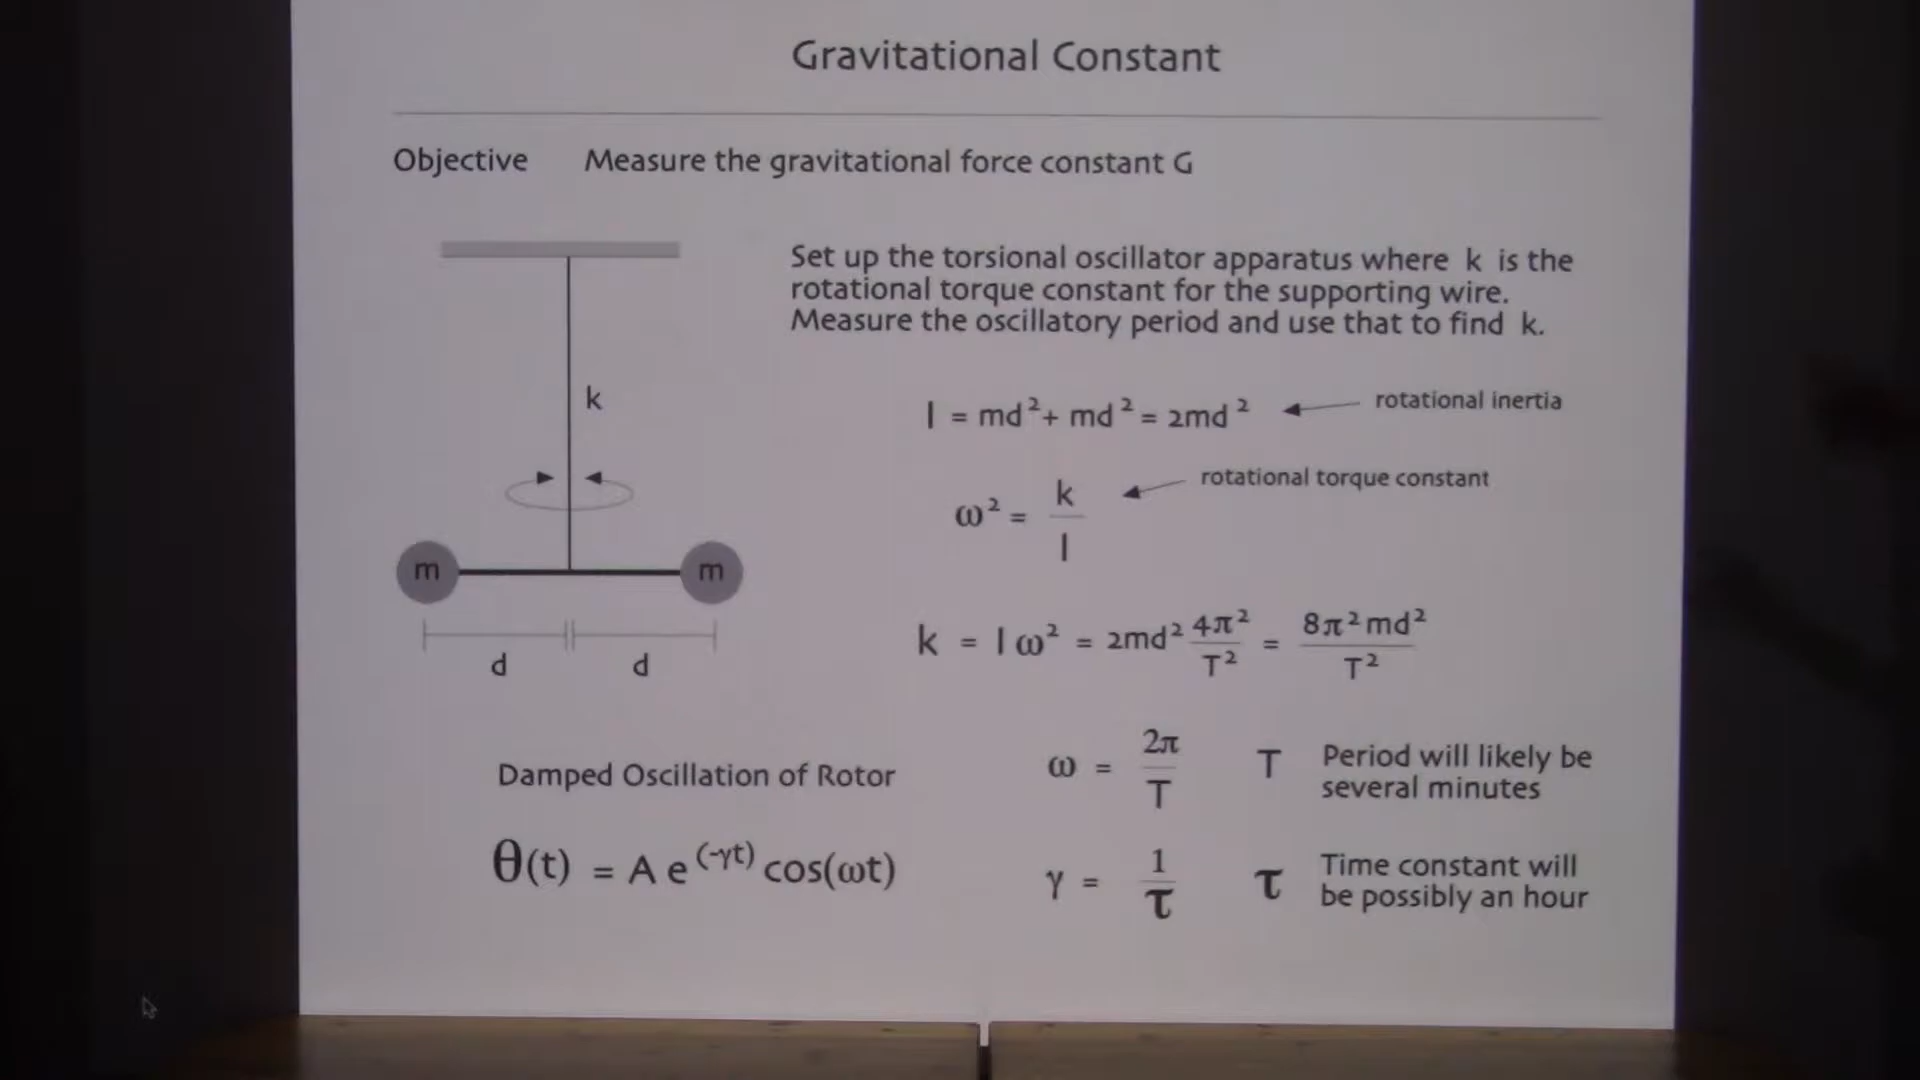 Gravitational Constant
Objective Measure the gravitational force constant G
Set up the torsional oscillator apparatus where k is the
rotational torque constant for the supporting wire.
Measure the oscillatory period and use that to find k.
k
I = md² + md² = 2md² rotational inertia
ω² = k / I rotational torque constant
m m
d d
k = I ω² = 2md² 4π² / T² = 8π²md² / T²
Damped Oscillation of Rotor
θ(t) = A e^(-γt) cos(ωt)
ω = 2π / T T Period will likely be
several minutes
γ = 1 / τ τ Time constant will
be possibly an hour